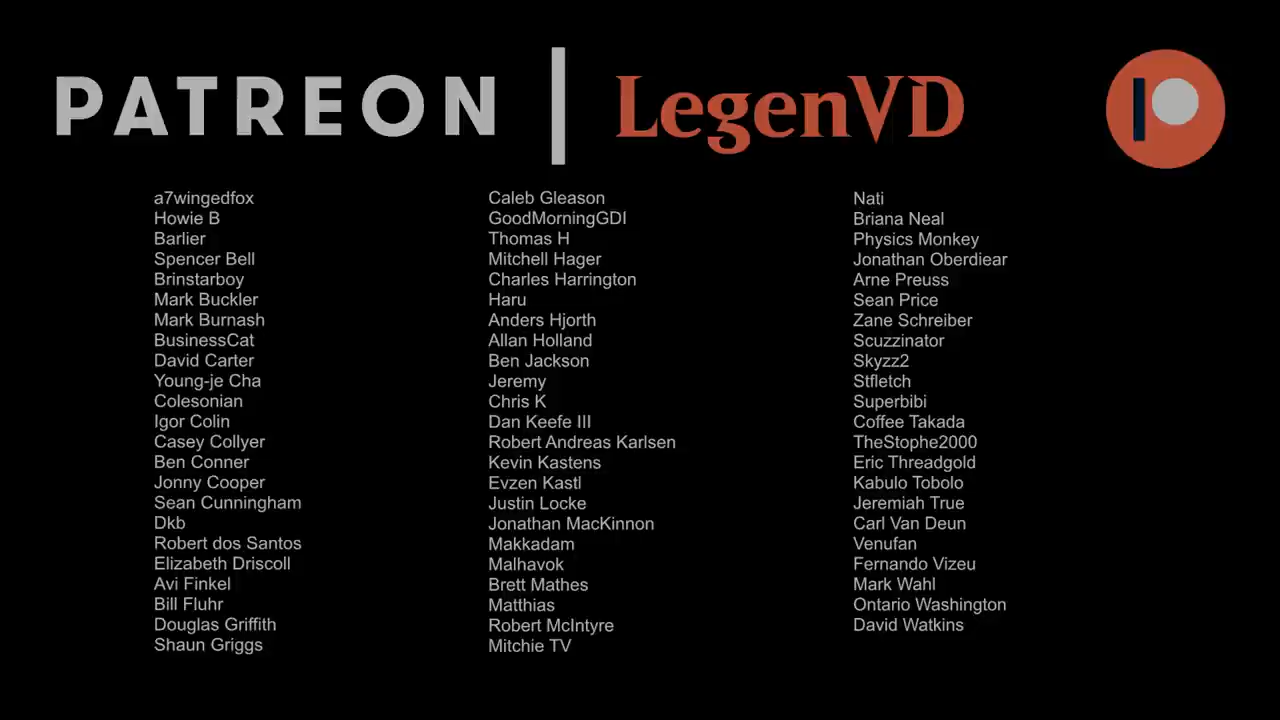 PATREON | LegenVD
a7wingedfox
Howie B
Barlier
Spencer Bell
Brinstarboy
Mark Buckler
Mark Burnash
BusinessCat
David Carter
Young-je Cha
Colesonian
Igor Colin
Casey Collyer
Ben Conner
Jonny Cooper
Sean Cunningham
Dkb
Robert dos Santos
Elizabeth Driscoll
Avi Finkel
Bill Fluhr
Douglas Griffith
Shaun Griggs
Caleb Gleason
GoodMorningGDI
Thomas H
Mitchell Hager
Charles Harrington
Haru
Anders Hjorth
Allan Holland
Ben Jackson
Jeremy
Chris K
Dan Keefe III
Robert Andreas Karlsen
Kevin Kastens
Evzen Kastl
Justin Locke
Jonathan MacKinnon
Makkadam
Malhavok
Brett Mathes
Matthias
Robert McIntyre
Mitchie TV
Nati
Briana Neal
Physics Monkey
Jonathan Oberdiear
Arne Preuss
Sean Price
Zane Schreiber
Scuzzinator
Skyzz2
Stfletch
Superbibi
Coffee Takada
TheStophe2000
Eric Threadgold
Kabulo Tobolo
Jeremiah True
Carl Van Deun
Venufan
Fernando Vizeu
Mark Wahl
Ontario Washington
David Watkins